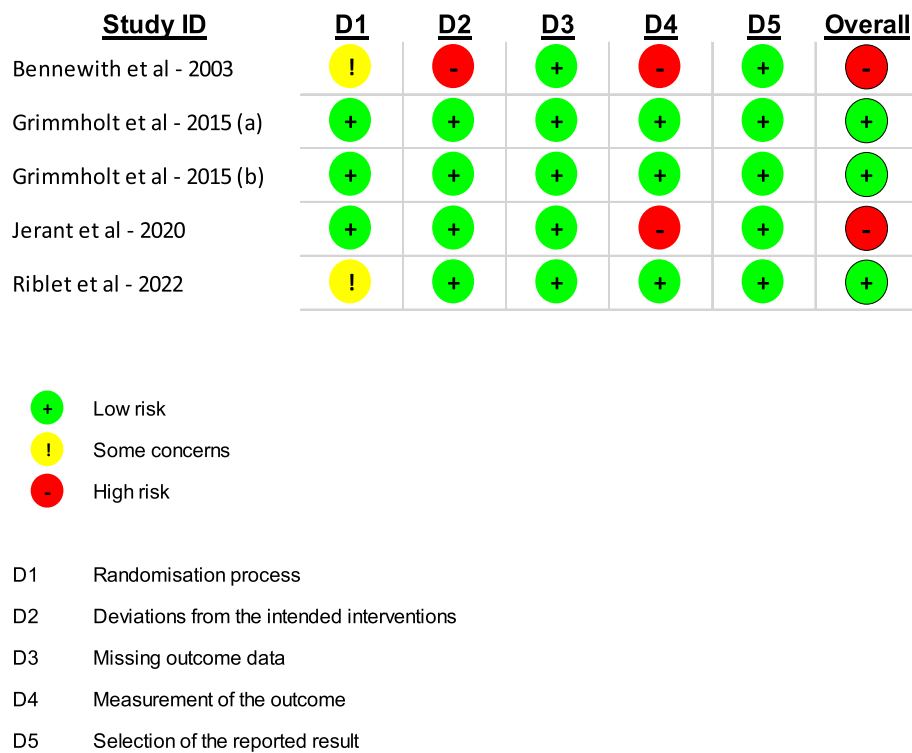 Study ID D1 D2 D3 D4 D5 Overall
Bennewith et al - 2003 ! - + - + -
Grimmholt et al - 2015 (a) + + + + + +
Grimmholt et al - 2015 (b) + + + + + +
Jerant et al - 2020 + + + - + -
Riblet et al - 2022 ! + + + + +
+ Low risk
! Some concerns
- High risk
D1 Randomisation process
D2 Deviations from the intended interventions
D3 Missing outcome data
D4 Measurement of the outcome
D5 Selection of the reported result